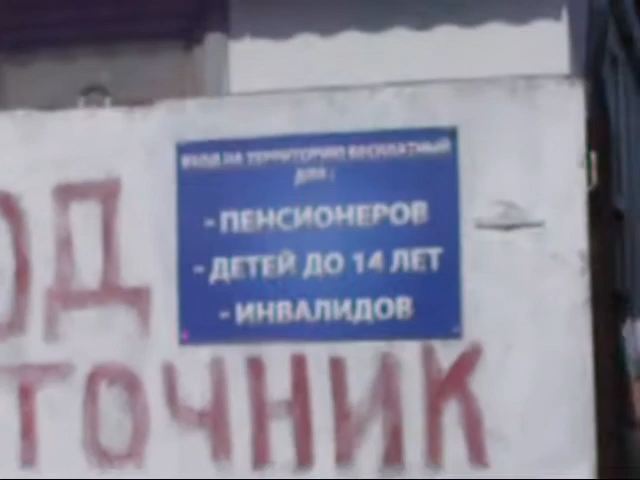 ВХОД НА ТЕРРИТОРИЮ БЕСПЛАТНЫЙ
ДЛЯ :
- ПЕНСИОНЕРОВ
- ДЕТЕЙ ДО 14 ЛЕТ
- ИНВАЛИДОВ
ОД
ТОЧНИК